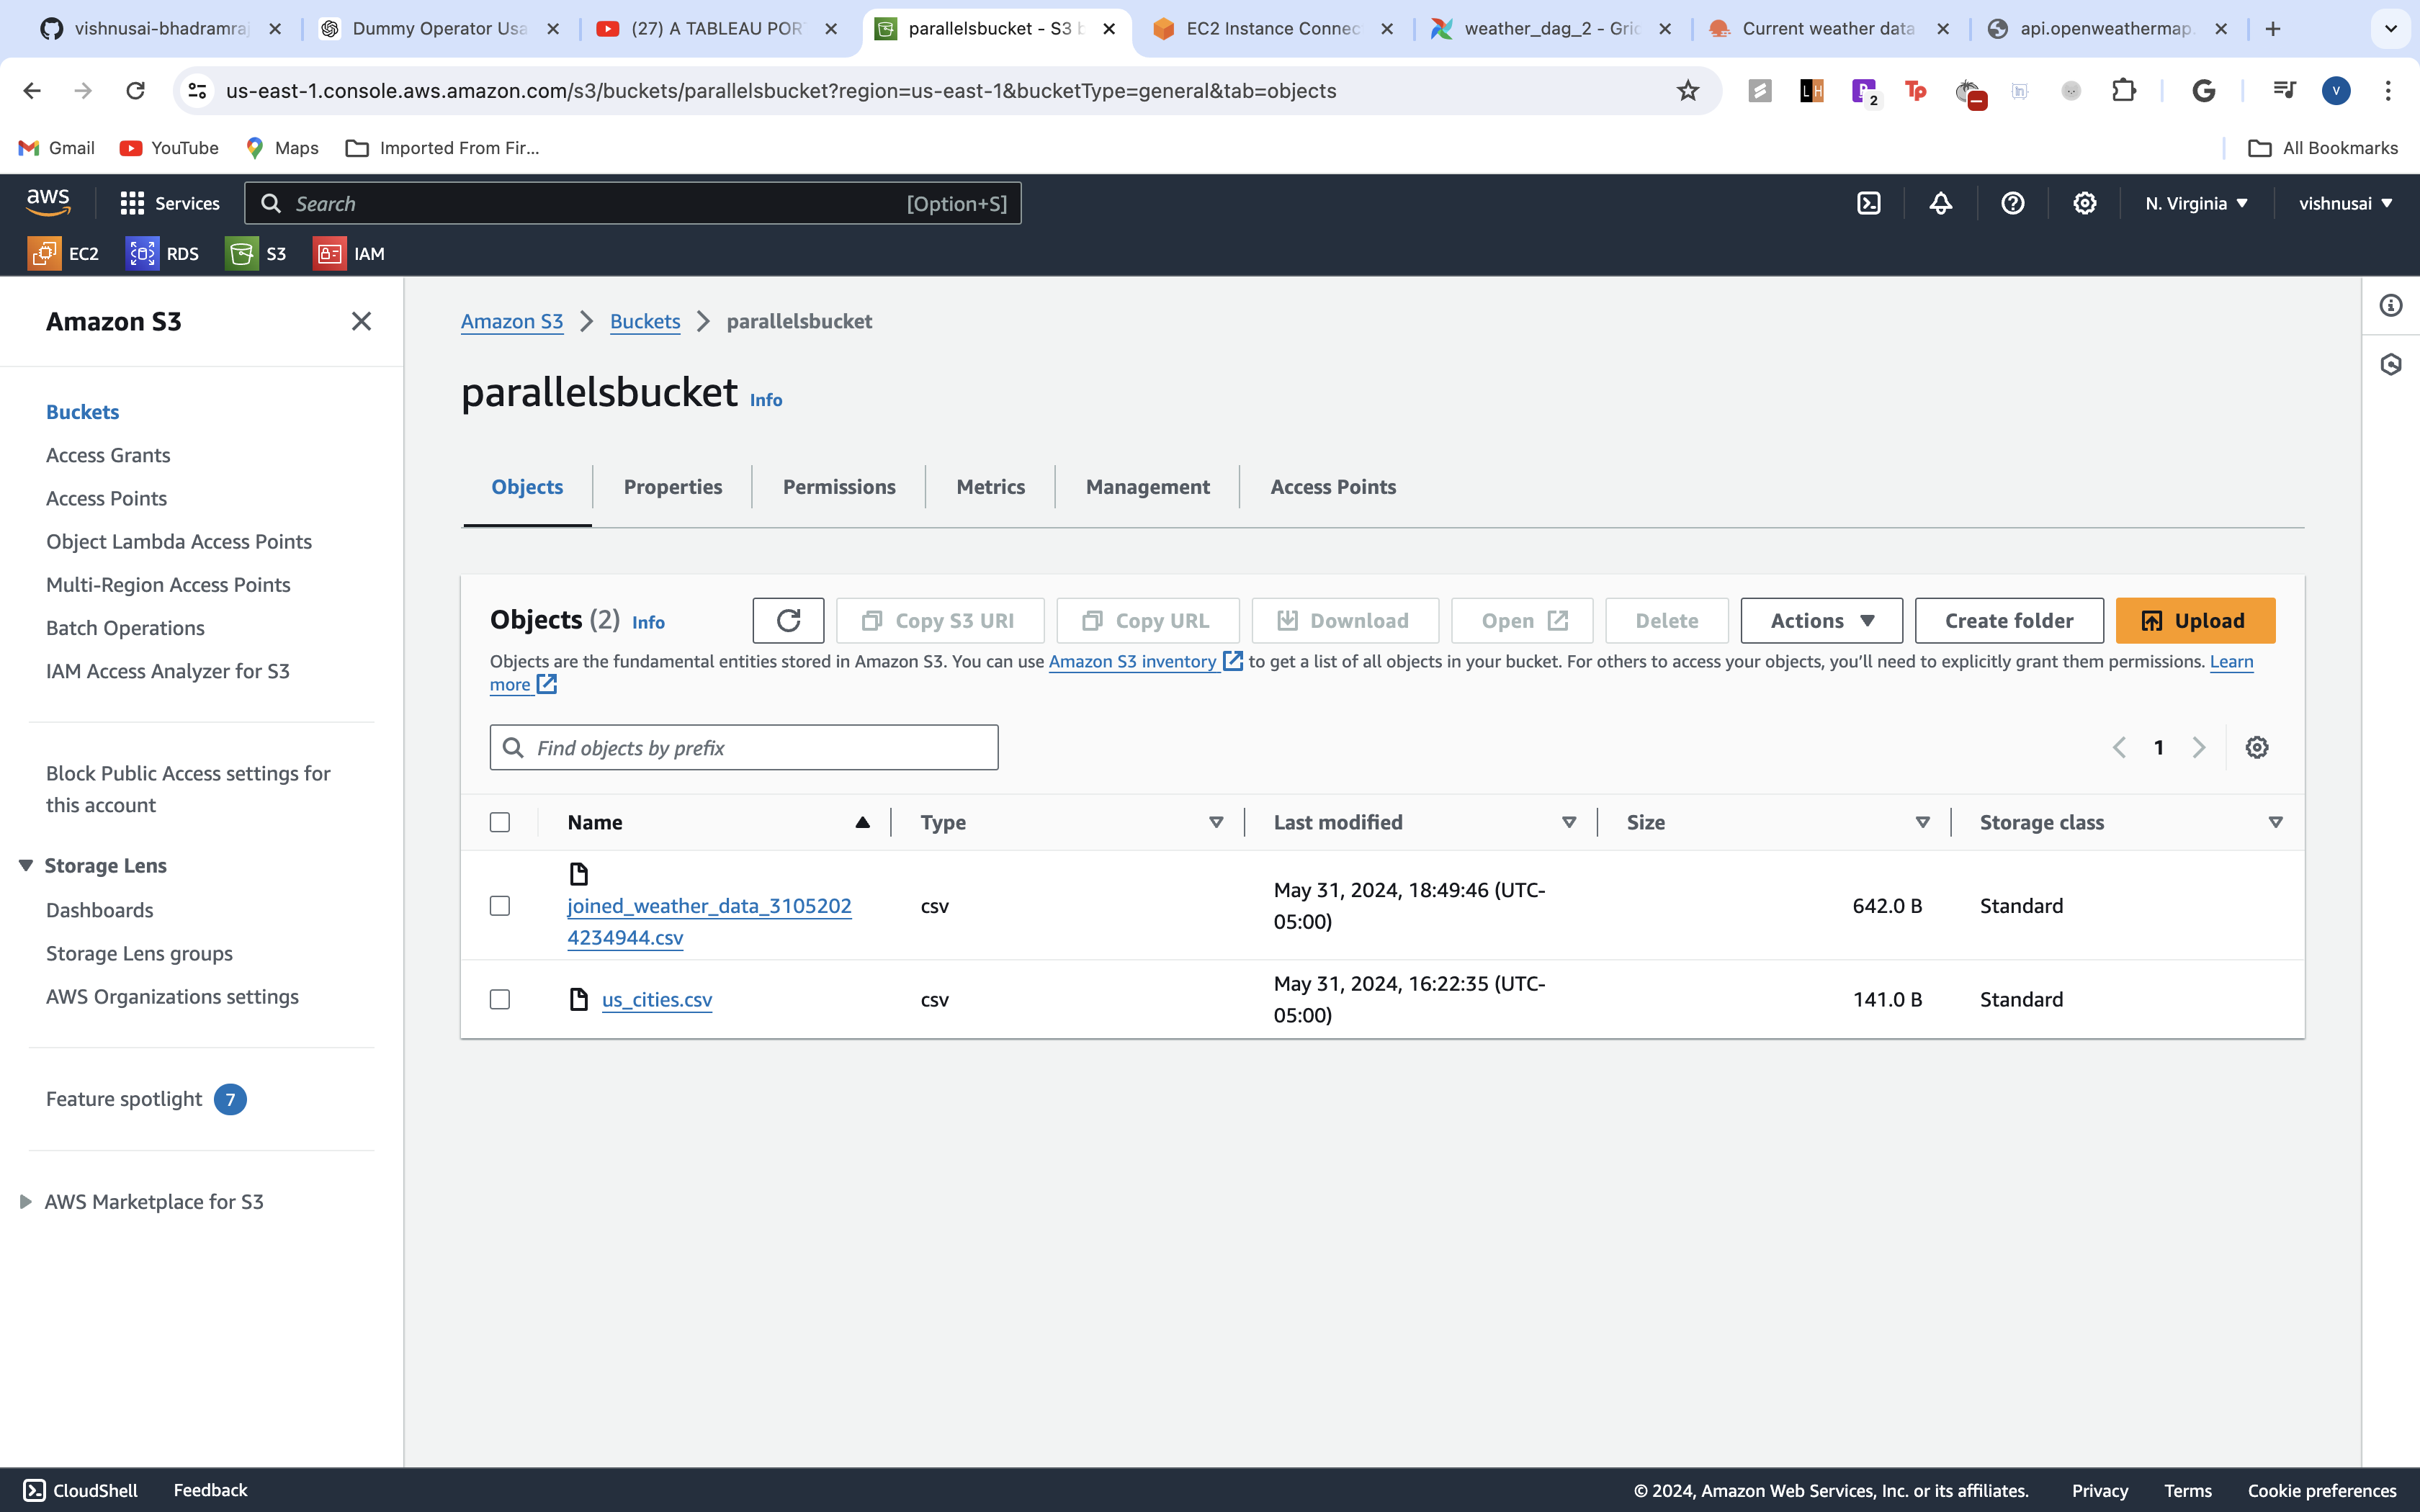 vishnusai-bhadramraj
Dummy Operator Usa
(27) A TABLEAU POR
parallelsbucket - S3 b
EC2 Instance Connec
weather_dag_2 - Grid
Current weather data
api.openweathermap.
us-east-1.console.aws.amazon.com/s3/buckets/parallelsbucket?region=us-east-1&bucketType=general&tab=objects
LH
2
Tp
G
V
Gmail
YouTube
Maps
Imported From Fir...
All Bookmarks
aws
Services
Search
[Option+S]
N. Virginia
vishnusai
EC2
RDS
S3
IAM
Amazon S3
Buckets
Access Grants
Access Points
Object Lambda Access Points
Multi-Region Access Points
Batch Operations
IAM Access Analyzer for S3
Block Public Access settings for
this account
Storage Lens
Dashboards
Storage Lens groups
AWS Organizations settings
Feature spotlight 7
AWS Marketplace for S3
Amazon S3 > Buckets > parallelsbucket
parallelsbucket Info
Objects
Properties
Permissions
Metrics
Management
Access Points
Objects (2) Info
Copy S3 URI
Copy URL
Download
Open
Delete
Actions
Create folder
Upload
Objects are the fundamental entities stored in Amazon S3. You can use Amazon S3 inventory to get a list of all objects in your bucket. For others to access your objects, you'll need to explicitly grant them permissions. Learn
more
Find objects by prefix
1
Name
Type
Last modified
Size
Storage class
joined_weather_data_3105202
4234944.csv
csv
May 31, 2024, 18:49:46 (UTC-
05:00)
642.0 B
Standard
us_cities.csv
csv
May 31, 2024, 16:22:35 (UTC-
05:00)
141.0 B
Standard
CloudShell
Feedback
© 2024, Amazon Web Services, Inc. or its affiliates.
Privacy
Terms
Cookie preferences